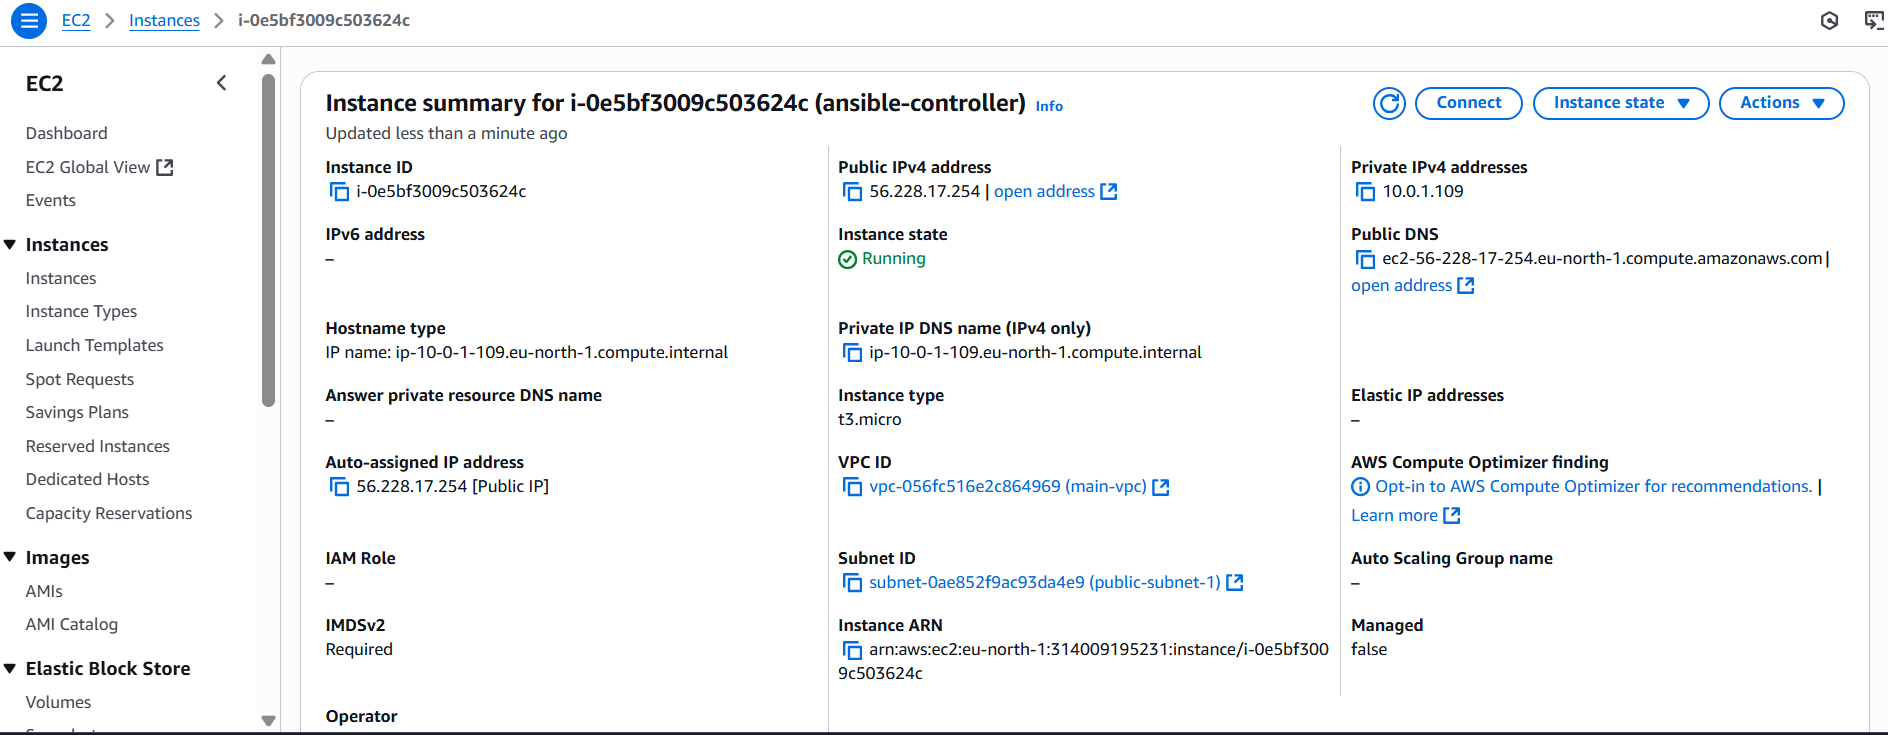 EC2 > Instances > i-0e5bf3009c503624c
EC2
Dashboard
EC2 Global View
Events
Instances
Instances
Instance Types
Launch Templates
Spot Requests
Savings Plans
Reserved Instances
Dedicated Hosts
Capacity Reservations
Images
AMIs
AMI Catalog
Elastic Block Store
Volumes
Instance summary for i-0e5bf3009c503624c (ansible-controller) Info
Connect
Instance state
Actions
Updated less than a minute ago
Instance ID
i-0e5bf3009c503624c
Public IPv4 address
56.228.17.254 | open address
Private IPv4 addresses
10.0.1.109
IPv6 address
–
Instance state
Running
Public DNS
ec2-56-228-17-254.eu-north-1.compute.amazonaws.com |
open address
Hostname type
IP name: ip-10-0-1-109.eu-north-1.compute.internal
Private IP DNS name (IPv4 only)
ip-10-0-1-109.eu-north-1.compute.internal
Answer private resource DNS name
–
Instance type
t3.micro
Elastic IP addresses
–
Auto-assigned IP address
56.228.17.254 [Public IP]
VPC ID
vpc-056fc516e2c864969 (main-vpc)
AWS Compute Optimizer finding
Opt-in to AWS Compute Optimizer for recommendations. |
Learn more
IAM Role
–
Subnet ID
subnet-0ae852f9ac93da4e9 (public-subnet-1)
Auto Scaling Group name
–
IMDSv2
Required
Instance ARN
arn:aws:ec2:eu-north-1:314009195231:instance/i-0e5bf300
9c503624c
Managed
false
Operator